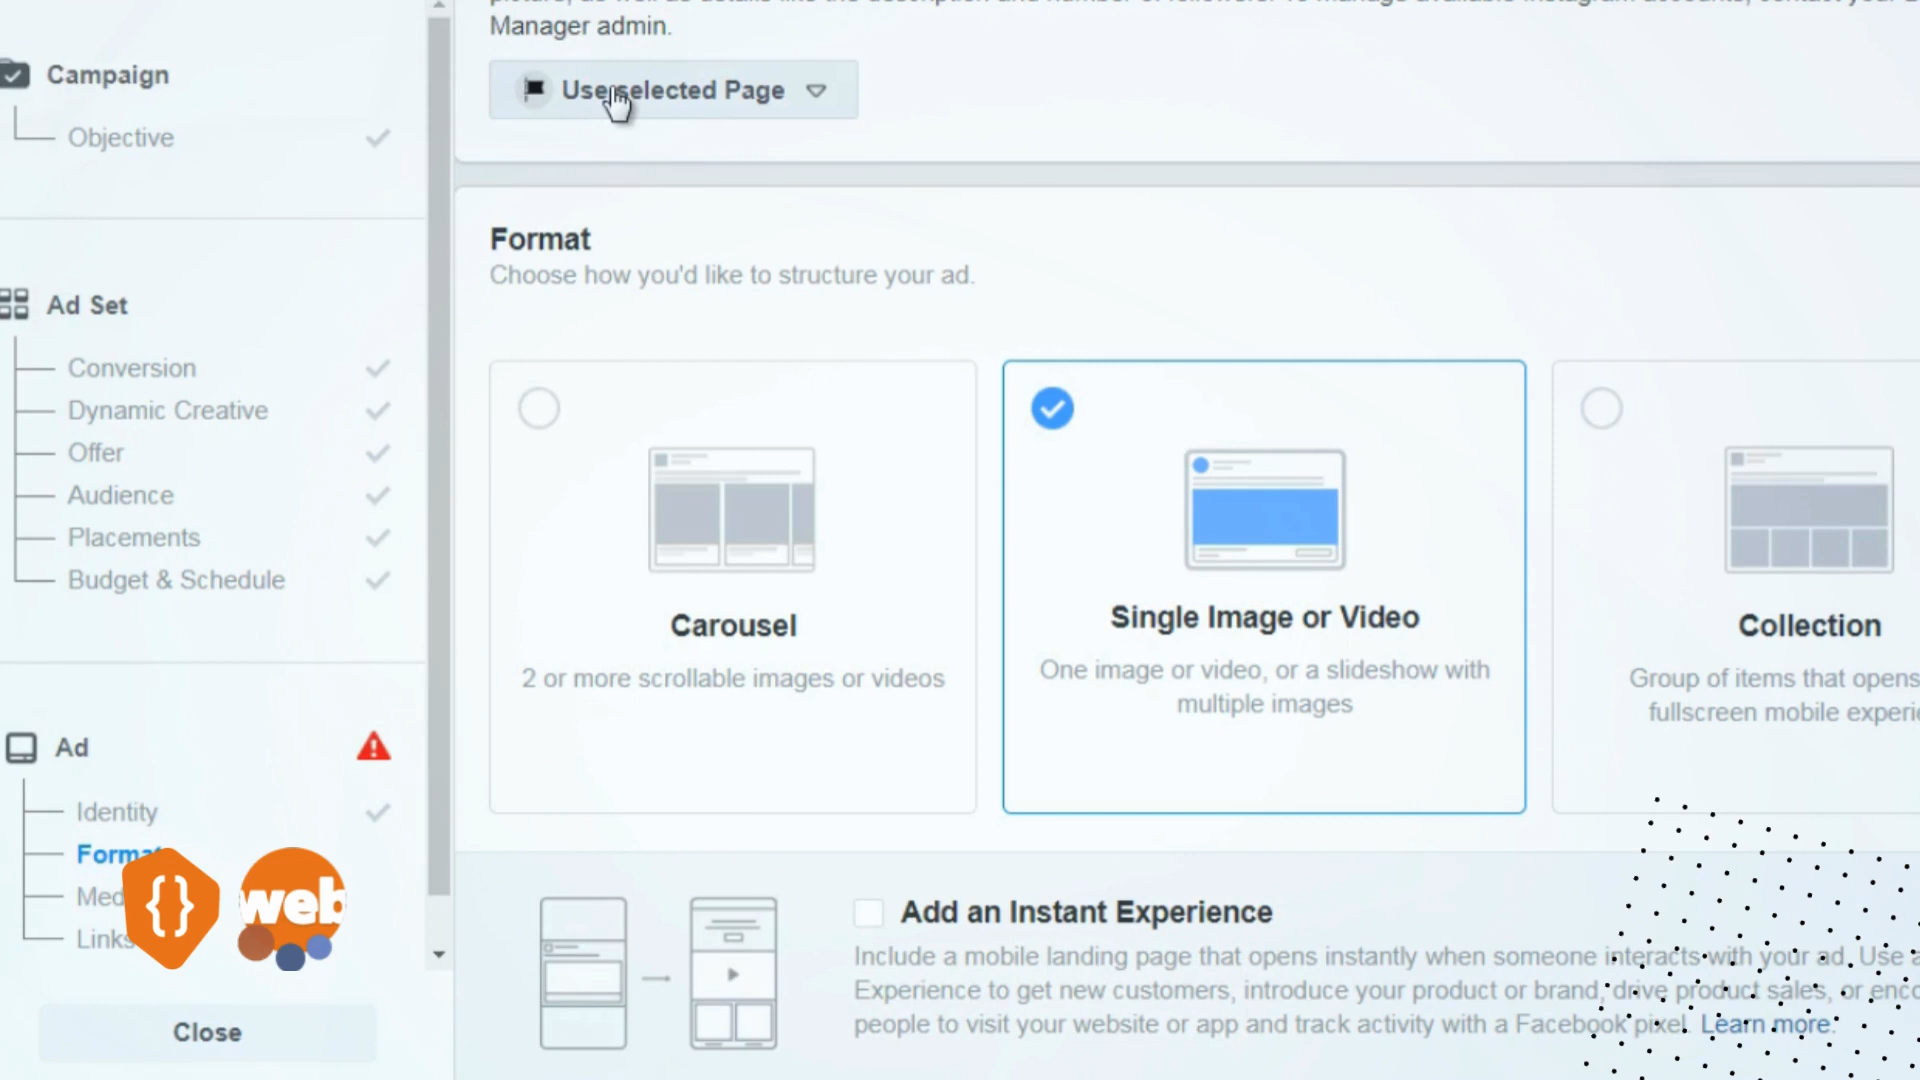 Manager admin.
Use selected Page
Campaign
Objective
Ad Set
Conversion
Dynamic Creative
Offer
Audience
Placements
Budget & Schedule
Ad
Identity
Format
Med
Links
Close
{}
web
Format
Choose how you'd like to structure your ad.
Carousel
2 or more scrollable images or videos
Single Image or Video
One image or video, or a slideshow with
multiple images
Collection
Group of items that opens
fullscreen mobile
Add an Instant Experience
Include a mobile landing page that opens instantly when someone interacts with your ad. Use
Experience to get new customers, introduce your product or brand, drive product sales, or
people to visit your website or app and track activity with a Facebook pixel. Learn more.